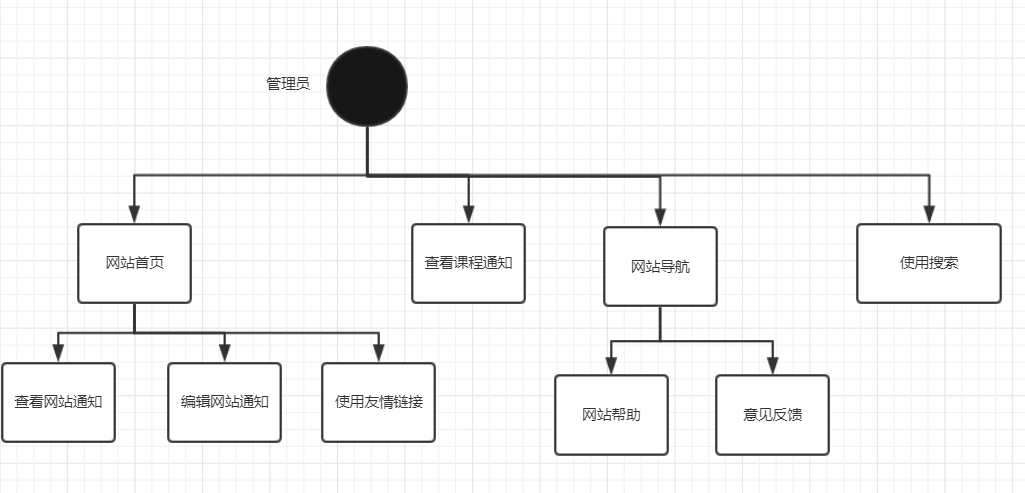 管理员
网站首页
查看课程通知
网站导航
使用搜索
查看网站通知
编辑网站通知
使用友情链接
网站帮助
意见反馈